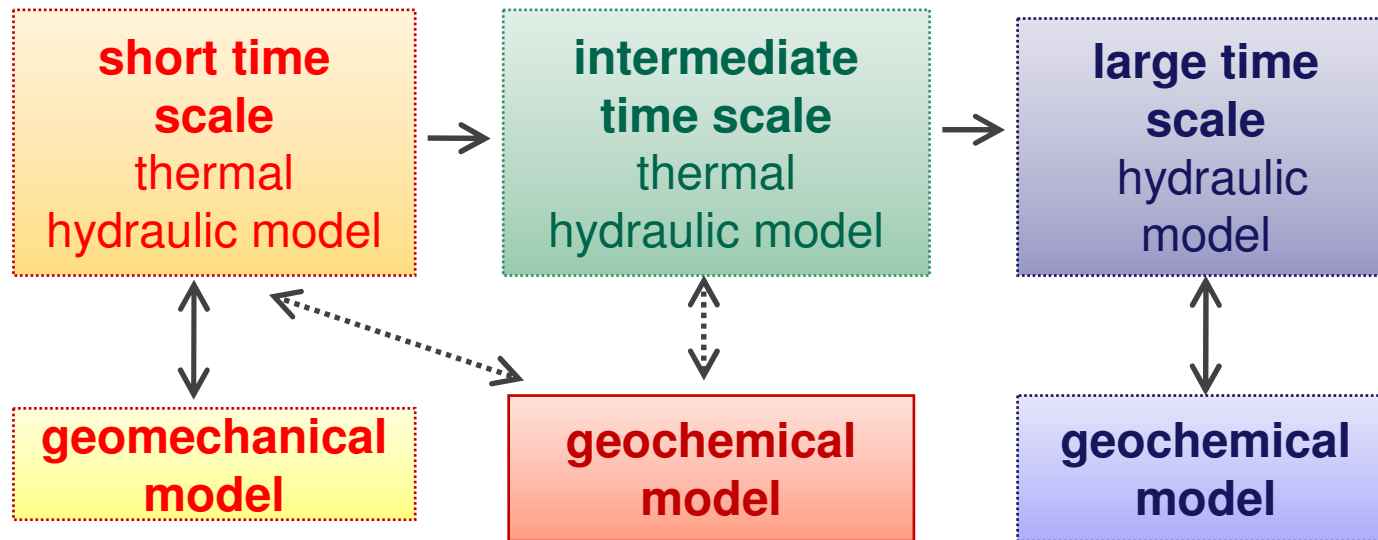 short time
scale
thermal
hydraulic model
intermediate
time scale
thermal
hydraulic model
large time
scale
hydraulic
model
geomechanical
model
geochemical
model
geochemical
model